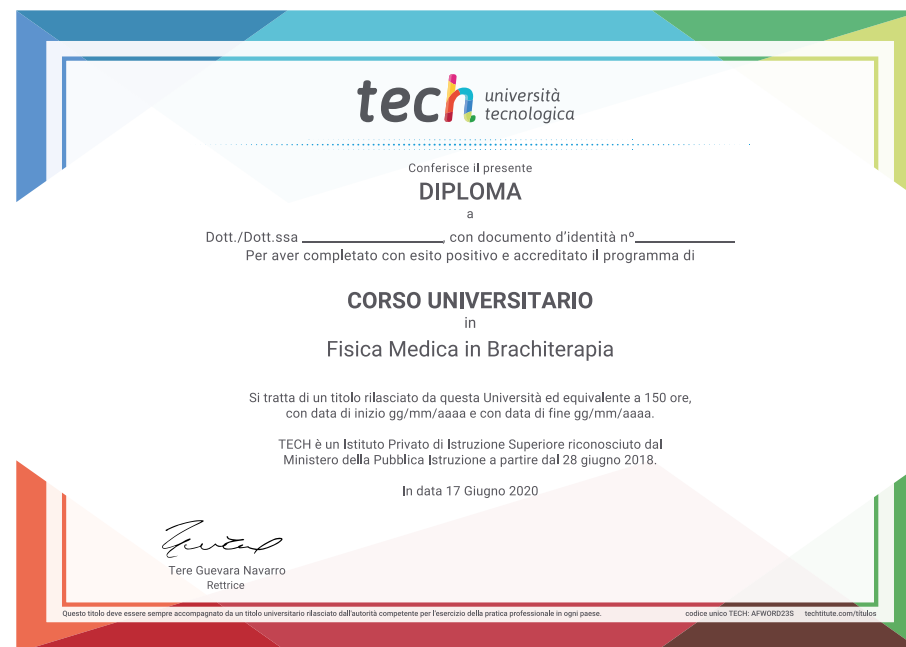 tech università
tecnologica
Conferisce il presente
DIPLOMA
a
Dott./Dott.ssa ________________, con documento d'identità nº____________
Per aver completato con esito positivo e accreditato il programma di
CORSO UNIVERSITARIO
in
Fisica Medica in Brachiterapia
Si tratta di un titolo rilasciato da questa Università ed equivalente a 150 ore,
con data di inizio gg/mm/aaaa e con data di fine gg/mm/aaaa.
TECH è un Istituto Privato di Istruzione Superiore riconosciuto dal
Ministero della Pubblica Istruzione a partire dal 28 giugno 2018.
In data 17 Giugno 2020
Tere Guevara Navarro
Rettrice
Questo titolo deve essere sempre accompagnato da un titolo universitario rilasciato dall'autorità competente per l'esercizio della pratica professionale in ogni paese. codice unico TECH: AFWORD23S techtitute.com/titulos